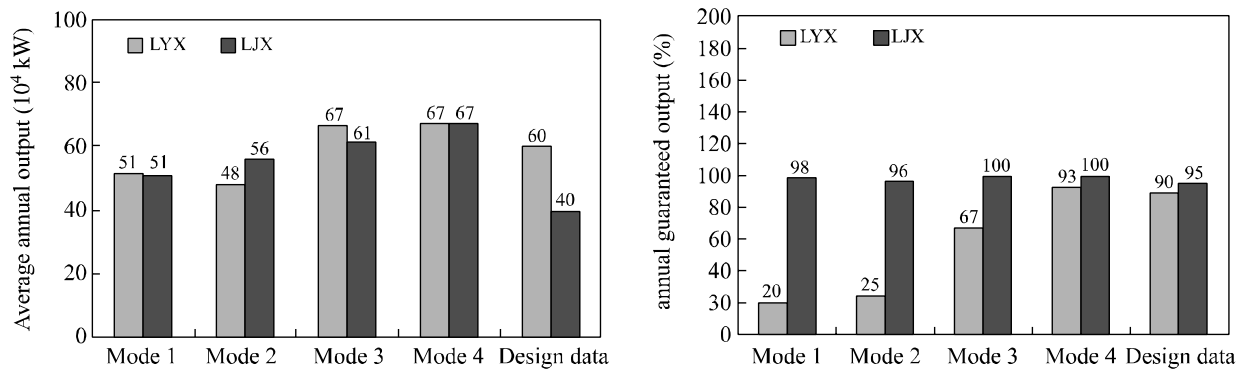 Average annual output (10⁴ kW)
100
80
60
40
20
0
LYX
LJX
51
51
48
56
67
61
67
67
60
40
Mode 1
Mode 2
Mode 3
Mode 4
Design data
annual guaranteed output (%)
200
180
160
140
120
100
80
60
40
30
0
LYX
LJX
20
98
25
96
67
100
93
100
90
95
Mode 1
Mode 2
Mode 3
Mode 4
Design data